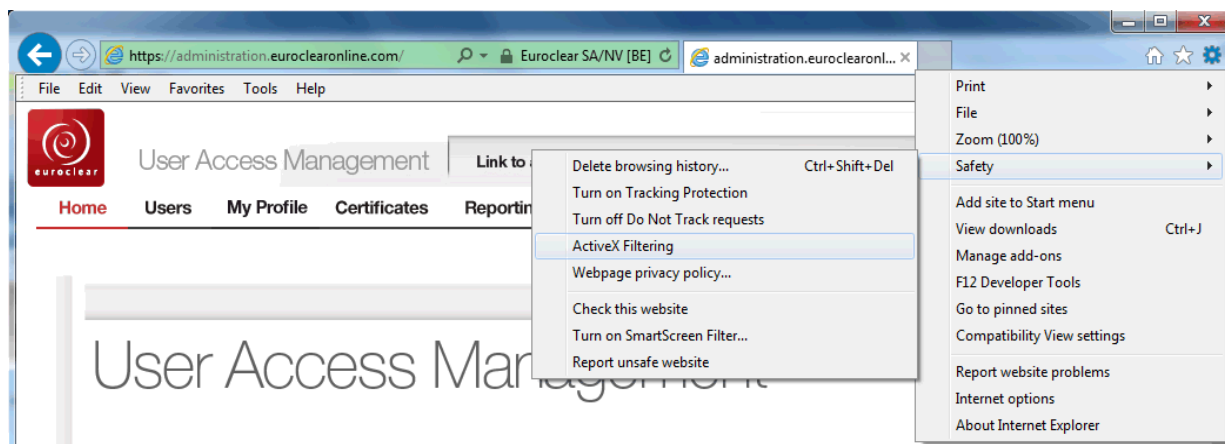 https://administration.euroclearonline.com/
Euroclear SA/NV [BE]
administration.euroclearonl...
File Edit View Favorites Tools Help
euroclear
User Access Management
Link to
Home Users My Profile Certificates
User Access Management
Delete browsing history... Ctrl+Shift+Del
Turn on Tracking Protection
Turn off Do Not Track requests
ActiveX Filtering
Webpage privacy policy...
Check this website
Turn on SmartScreen Filter...
Report unsafe website
Print
File
Zoom (100%)
Safety
Add site to Start menu
View downloads Ctrl+J
Manage add-ons
F12 Developer Tools
Go to pinned sites
Compatibility View settings
Report website problems
Internet options
About Internet Explorer